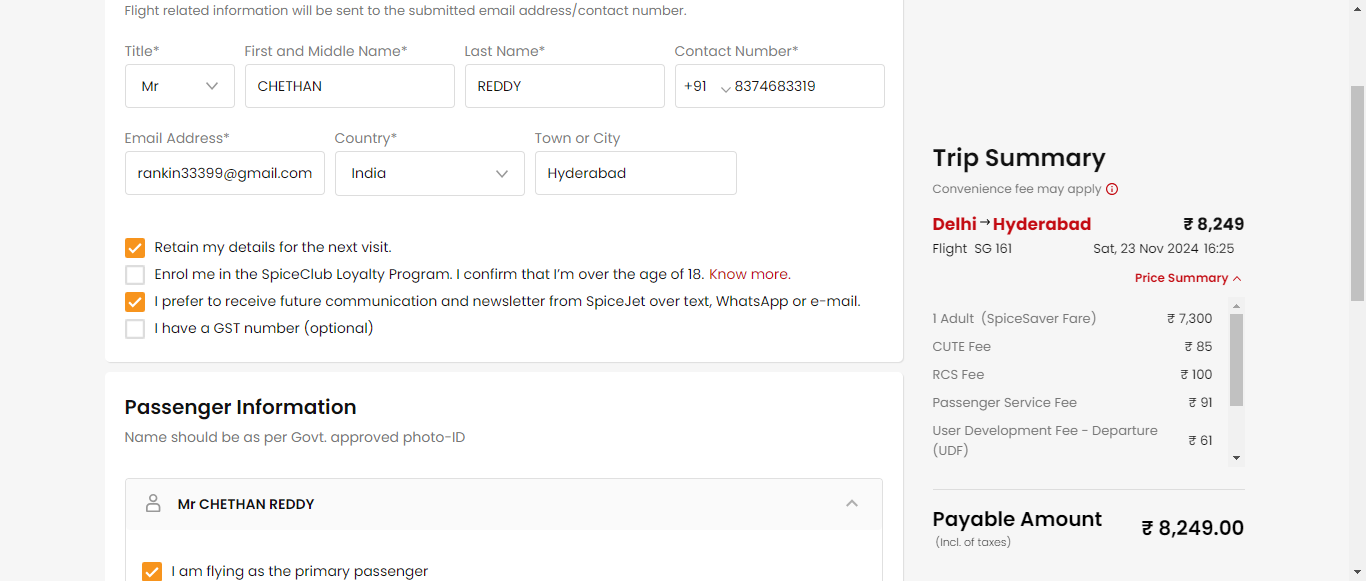 Flight related information will be sent to the submitted email address/contact number.
Title* First and Middle Name* Last Name* Contact Number*
Mr CHETHAN REDDY +91 8374683319
Email Address* Country* Town or City
rankin33399@gmail.com India Hyderabad
Retain my details for the next visit.
Enrol me in the SpiceClub Loyalty Program. I confirm that I'm over the age of 18. Know more.
I prefer to receive future communication and newsletter from SpiceJet over text, WhatsApp or e-mail.
I have a GST number (optional)
Passenger Information
Name should be as per Govt. approved photo-ID
Mr CHETHAN REDDY
I am flying as the primary passenger
Trip Summary
Convenience fee may apply
Delhi → Hyderabad ₹ 8,249
Flight SG 161 Sat, 23 Nov 2024 16:25
Price Summary
1 Adult (SpiceSaver Fare) ₹ 7,300
CUTE Fee ₹ 85
RCS Fee ₹ 100
Passenger Service Fee ₹ 91
User Development Fee - Departure
(UDF) ₹ 61
Payable Amount ₹ 8,249.00
(Incl. of taxes)